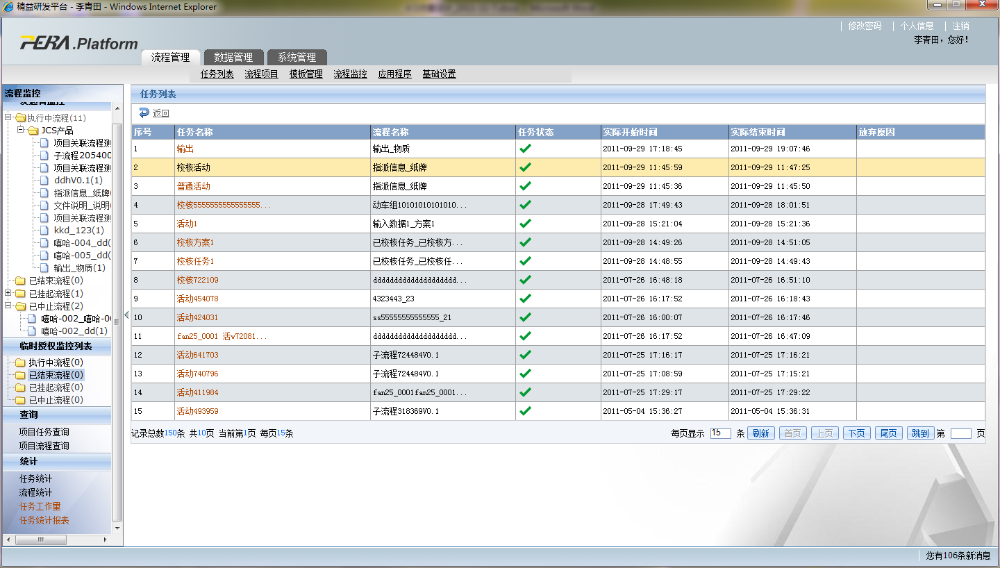 精益研发平台 - 李青田 - Windows Internet Explorer
修改密码 个人信息 注销
李青田，您好!
PERA.Platform
流程管理 数据管理 系统管理
任务列表 流程项目 模板管理 流程监控 应用程序 基础设置
流程监控
执行中流程(11)
JCS产品
项目关联流程测
子流程205400
项目关联流程测
ddhV0.1(1)
指派信息_纸牌(
文件说明_说明
项目关联流程测
kkd_123(1)
嘻哈-004_dd(
嘻哈-005_dd(
输出_物质(1)
已结束流程(0)
已挂起流程(1)
已中止流程(2)
嘻哈-002_嘻哈-00
嘻哈-002_dd(1)
临时授权监控列表
执行中流程(0)
已结束流程(0)
已挂起流程(0)
已中止流程(0)
查询
项目任务查询
项目流程查询
统计
任务统计
流程统计
任务工作量
任务统计报表
任务列表
返回
序号 任务名称 流程名称 任务状态 实际开始时间 实际结束时间 放弃原因
1 输出 输出_物质 2011-09-29 17:18:45 2011-09-29 19:07:46
2 校核活动 指派信息_纸牌 2011-09-29 11:45:59 2011-09-29 11:47:25
3 普通活动 指派信息_纸牌 2011-09-29 11:45:36 2011-09-29 11:45:50
4 校核5555555555555555... 动车组10101010101010... 2011-09-28 17:49:43 2011-09-28 18:01:51
5 活动1 输入数据1_方案1 2011-09-28 15:21:04 2011-09-28 15:21:36
6 校核方案1 已校核任务_已校核方... 2011-09-28 14:49:26 2011-09-28 14:51:05
7 校核任务1 已校核任务_已校核任... 2011-09-28 14:48:55 2011-09-28 14:49:43
8 校核722109 dddddddddddddddddddd... 2011-07-26 16:48:18 2011-07-26 16:51:10
9 活动454078 4323443_23 2011-07-26 16:17:52 2011-07-26 16:18:43
10 活动424031 ss55555555555555_21 2011-07-26 16:00:07 2011-07-26 16:17:46
11 fan25_0001 活w72081... dddddddddddddddddddd... 2011-07-26 16:17:52 2011-07-26 16:47:09
12 活动641703 子流程724484V0.1 2011-07-25 17:16:17 2011-07-25 17:16:21
13 活动740796 子流程724484V0.1 2011-07-25 17:08:59 2011-07-25 17:15:21
14 活动411984 fan25_0001fan25_0001... 2011-07-25 17:29:17 2011-07-25 17:29:22
15 活动493959 子流程318369V0.1 2011-05-04 15:36:27 2011-05-04 15:36:31
记录总数150条 共10页 当前第1页 每页15条 每页显示 15 条 刷新 首页 上页 下页 尾页 跳到 第 页
您有106条新消息